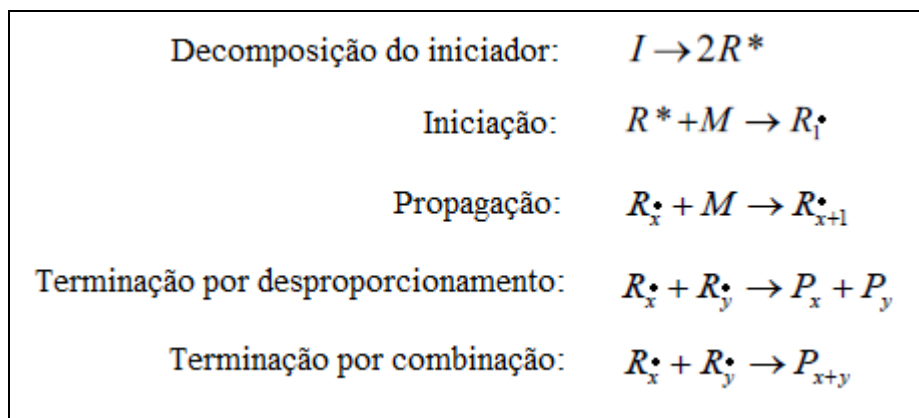 Decomposição do iniciador: I → 2R*
Iniciação: R* + M → R₁•
Propagação: Rₓ• + M → Rₓ₊₁•
Terminação por desproporcionamento: Rₓ• + Rᵧ• → Pₓ + Pᵧ
Terminação por combinação: Rₓ• + Rᵧ• → Pₓ₊ᵧ